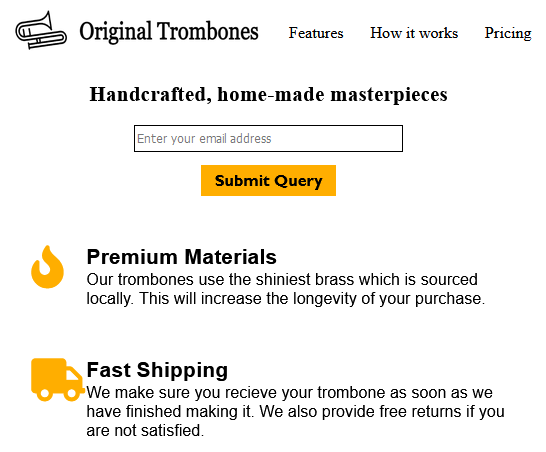 Original Trombones Features How it works Pricing
Handcrafted, home-made masterpieces
Enter your email address
Submit Query
Premium Materials
Our trombones use the shiniest brass which is sourced
locally. This will increase the longevity of your purchase.
Fast Shipping
We make sure you recieve your trombone as soon as we
have finished making it. We also provide free returns if you
are not satisfied.